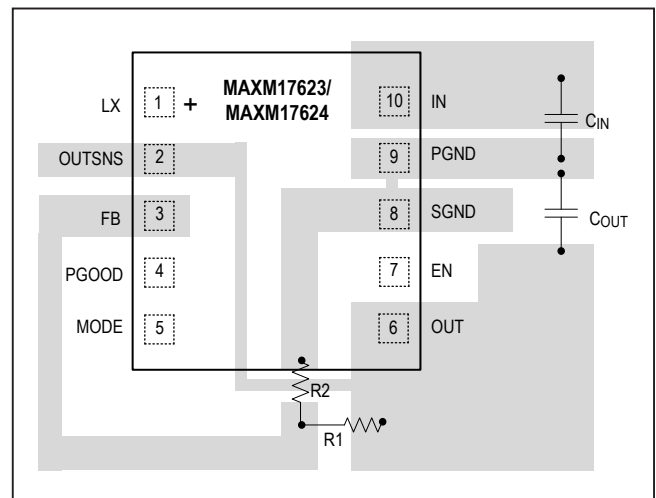 MAXM17623/
MAXM17624
LX 1 + 10 IN
CIN
OUTSNS 2 9 PGND
FB 3 8 SGND
COUT
PGOOD 4 7 EN
MODE 5 6 OUT
R2
R1